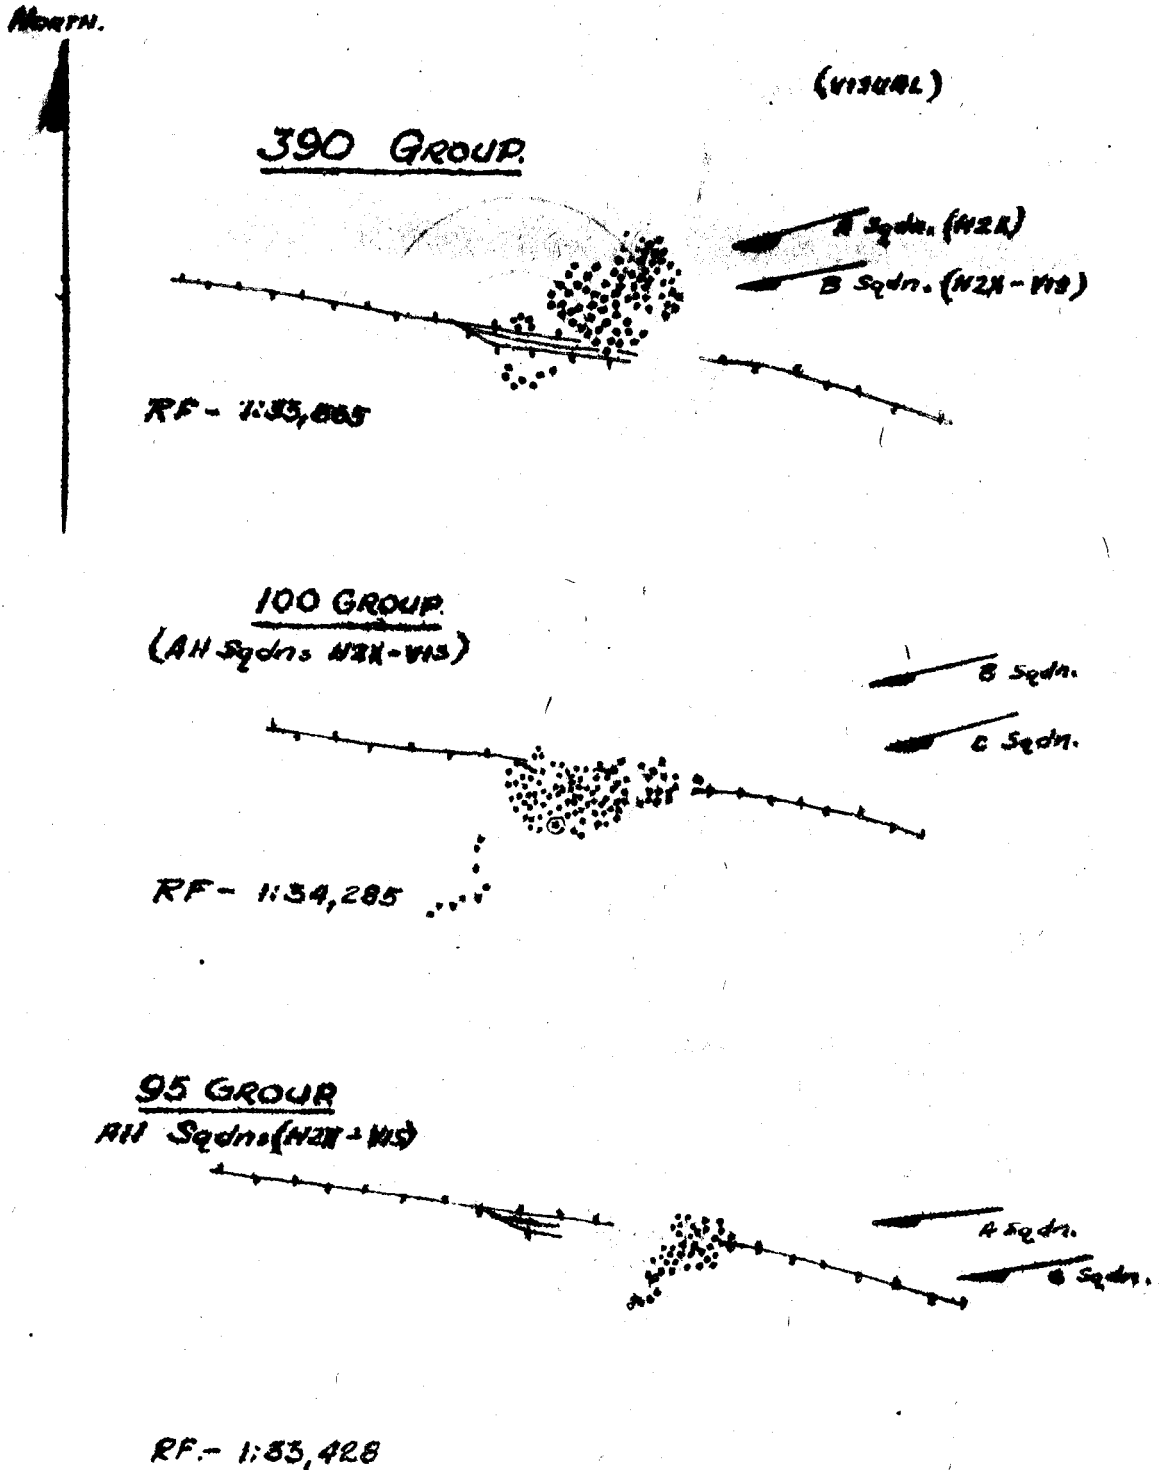 NORTH.
(VISUAL)
390 GROUP.
A Sqdn. (H2X)
B Sqdn. (H2X-VIS)
RF - 1:33,865
100 GROUP.
(All Sqdns H2X-VIS)
B Sqdn.
C Sqdn.
RF - 1:34,285
95 GROUP
All Sqdns (H2X-VIS)
A Sqdn.
Sqdn.
RF.- 1:33,428